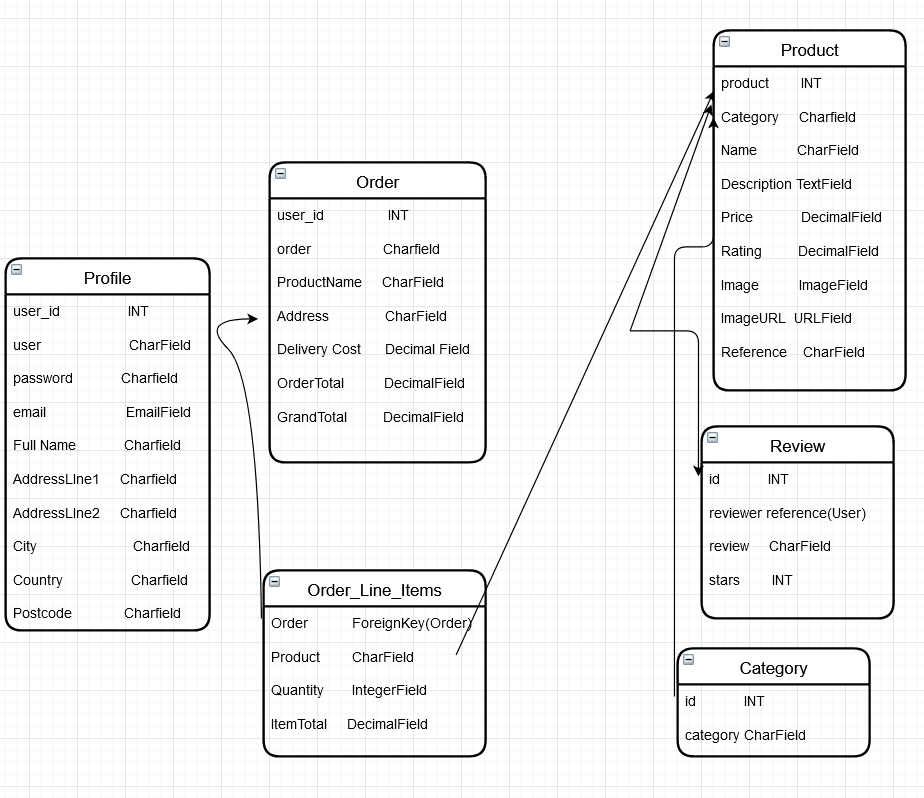 Product
product INT
Category Charfield
Name CharField
Description TextField
Price DecimalField
Rating DecimalField
Image ImageField
ImageURL URLField
Reference CharField
Order
user_id INT
order Charfield
ProductName CharField
Address CharField
Delivery Cost Decimal Field
OrderTotal DecimalField
GrandTotal DecimalField
Profile
user_id INT
user CharField
password Charfield
email EmailField
Full Name Charfield
AddressLIne1 Charfield
AddressLIne2 Charfield
City Charfield
Country Charfield
Postcode Charfield
Review
id INT
reviewer reference(User)
review CharField
stars INT
Order_Line_Items
Order ForeignKey(Order)
Product CharField
Quantity IntegerField
ItemTotal DecimalField
Category
id INT
category CharField